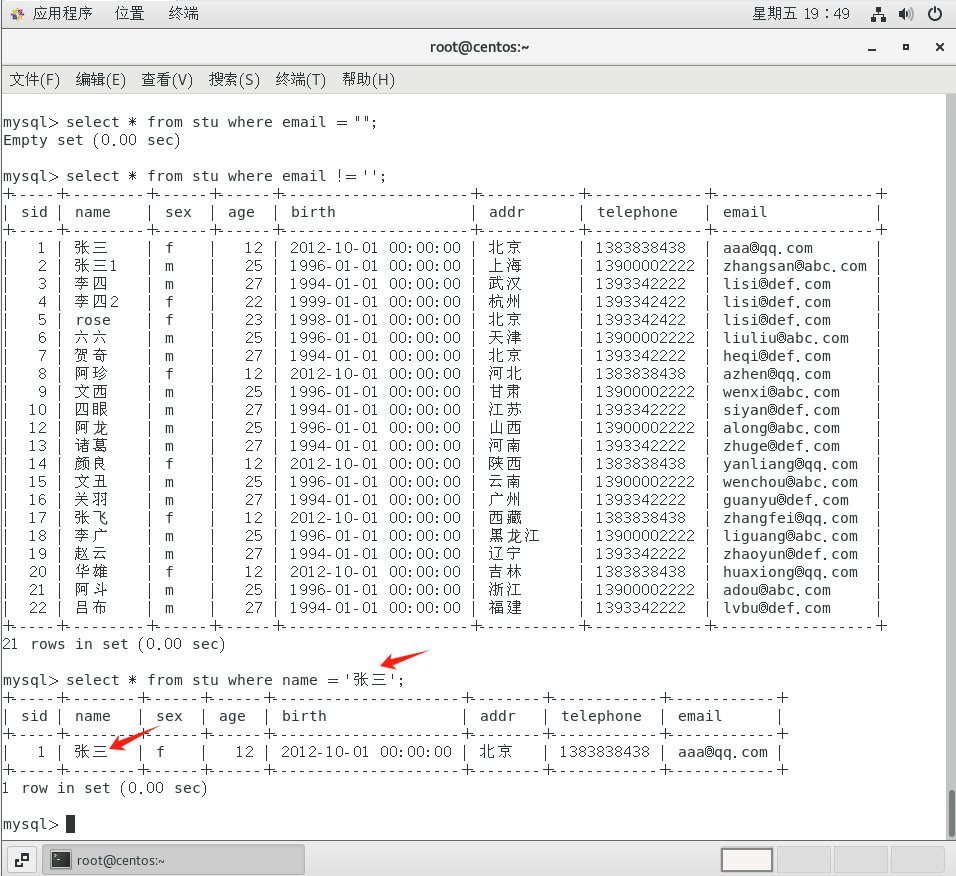 应用程序 位置 终端 星期五 19：49
root@centos:~
文件(F) 编辑(E) 查看(V) 搜索(S) 终端(T) 帮助(H)
mysql> select * from stu where email = "";
Empty set (0.00 sec)
mysql> select * from stu where email != '';
+-----+--------+------+------+---------------------+-----------+-------------+------------------+
| sid | name | sex | age | birth | addr | telephone | email |
+-----+--------+------+------+---------------------+-----------+-------------+------------------+
| 1 | 张三 | f | 12 | 2012-10-01 00:00:00 | 北京 | 1383838438 | aaa@qq.com |
| 2 | 张三1 | m | 25 | 1996-01-01 00:00:00 | 上海 | 13900002222 | zhangsan@abc.com |
| 3 | 李四 | m | 27 | 1994-01-01 00:00:00 | 武汉 | 1393342222 | lisi@def.com |
| 4 | 李四2 | f | 22 | 1999-01-01 00:00:00 | 杭州 | 1393342422 | lisi@def.com |
| 5 | rose | f | 23 | 1998-01-01 00:00:00 | 北京 | 1393342422 | lisi@def.com |
| 6 | 六六 | m | 25 | 1996-01-01 00:00:00 | 天津 | 13900002222 | liuliu@abc.com |
| 7 | 贺奇 | m | 27 | 1994-01-01 00:00:00 | 北京 | 1393342222 | heqi@def.com |
| 8 | 阿珍 | f | 12 | 2012-10-01 00:00:00 | 河北 | 1383838438 | azhen@qq.com |
| 9 | 文西 | m | 25 | 1996-01-01 00:00:00 | 甘肃 | 13900002222 | wenxi@abc.com |
| 10 | 四眼 | m | 27 | 1994-01-01 00:00:00 | 江苏 | 1393342222 | siyan@def.com |
| 12 | 阿龙 | m | 25 | 1996-01-01 00:00:00 | 山西 | 13900002222 | along@abc.com |
| 13 | 诸葛 | m | 27 | 1994-01-01 00:00:00 | 河南 | 1393342222 | zhuge@def.com |
| 14 | 颜良 | f | 12 | 2012-10-01 00:00:00 | 陕西 | 1383838438 | yanliang@qq.com |
| 15 | 文丑 | m | 25 | 1996-01-01 00:00:00 | 云南 | 13900002222 | wenchou@abc.com |
| 16 | 关羽 | m | 27 | 1994-01-01 00:00:00 | 广州 | 1393342222 | guanyu@def.com |
| 17 | 张飞 | f | 12 | 2012-10-01 00:00:00 | 西藏 | 1383838438 | zhangfei@qq.com |
| 18 | 李广 | m | 25 | 1996-01-01 00:00:00 | 黑龙江 | 13900002222 | liguang@abc.com |
| 19 | 赵云 | m | 27 | 1994-01-01 00:00:00 | 辽宁 | 1393342222 | zhaoyun@def.com |
| 20 | 华雄 | f | 12 | 2012-10-01 00:00:00 | 吉林 | 1383838438 | huaxiong@qq.com |
| 21 | 阿斗 | m | 25 | 1996-01-01 00:00:00 | 浙江 | 13900002222 | adou@abc.com |
| 22 | 吕布 | m | 27 | 1994-01-01 00:00:00 | 福建 | 1393342222 | lvbu@def.com |
+-----+--------+------+------+---------------------+-----------+-------------+------------------+
21 rows in set (0.00 sec)
mysql> select * from stu where name = '张三';
+-----+--------+------+------+---------------------+--------+------------+------------+
| sid | name | sex | age | birth | addr | telephone | email |
+-----+--------+------+------+---------------------+--------+------------+------------+
| 1 | 张三 | f | 12 | 2012-10-01 00:00:00 | 北京 | 1383838438 | aaa@qq.com |
+-----+--------+------+------+---------------------+--------+------------+------------+
1 row in set (0.00 sec)
mysql>
root@centos:~